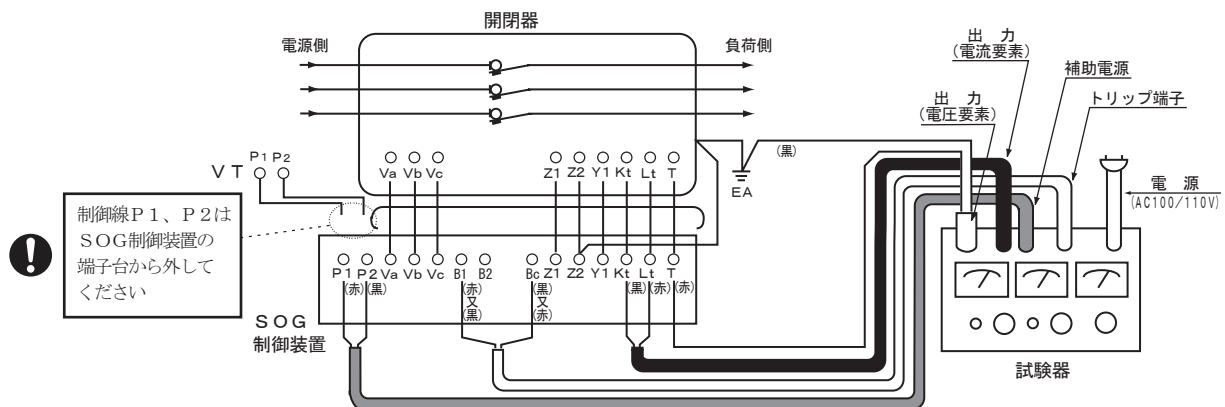 開閉器
電源側
負荷側
出 力
(電流要素)
補助電源
出 力
(電圧要素)
トリップ端子
VT
P1 P2
Va Vb Vc
Z1 Z2 Y1 Kt Lt T
(黒)
EA
電 源
(AC100/110V)
制御線P1、P2は
SOG制御装置の
端子台から外して
ください
P1 P2 Va Vb Vc B1 B2 Bc Z1 Z2 Y1 Kt Lt T
(赤) (黒) (赤)又(黒) (黒)又(赤) (黒) (赤) (赤)
SOG
制御装置
試験器